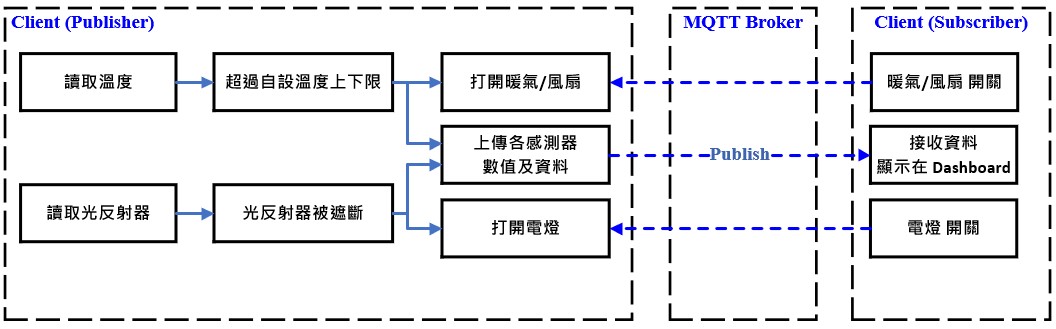 Client (Publisher)
MQTT Broker
Client (Subscriber)
讀取溫度
超過自設溫度上下限
打開暖氣/風扇
暖氣/風扇 開關
上傳各感測器
數值及資料
Publish
接收資料
顯示在 Dashboard
讀取光反射器
光反射器被遮斷
打開電燈
電燈 開關